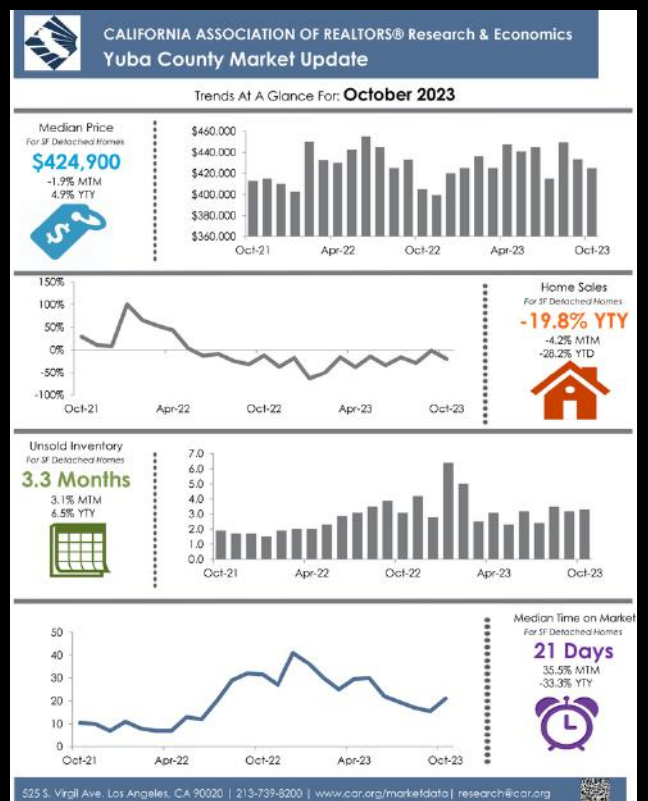 CALIFORNIA ASSOCIATION OF REALTORS® Research & Economics
Yuba County Market Update
Trends At A Glance For: October 2023
Median Price
For SF Detached Homes
$424,900
-1.9% MTM
4.9% YTY
$460,000
$440,000
$420,000
$400,000
$380,000
$360,000
Oct-21 Apr-22 Oct-22 Apr-23 Oct-23
150%
100%
50%
0%
-50%
-100%
Oct-21 Apr-22 Oct-22 Apr-23 Oct-23
Home Sales
For SF Detached Homes
-19.8% YTY
-4.2% MTM
-28.2% YTD
Unsold Inventory
For SF Detached Homes
3.3 Months
3.1% MTM
6.5% YTY
7.0
6.0
5.0
4.0
3.0
2.0
1.0
0.0
Oct-21 Apr-22 Oct-22 Apr-23 Oct-23
50
40
30
20
10
0
Oct-21 Apr-22 Oct-22 Apr-23 Oct-23
Median Time on Market
For SF Detached Homes
21 Days
35.5% MTM
-33.3% YTY
525 S. Virgil Ave. Los Angeles, CA 90020 | 213-739-8200 | www.car.org/marketdata| research@car.org